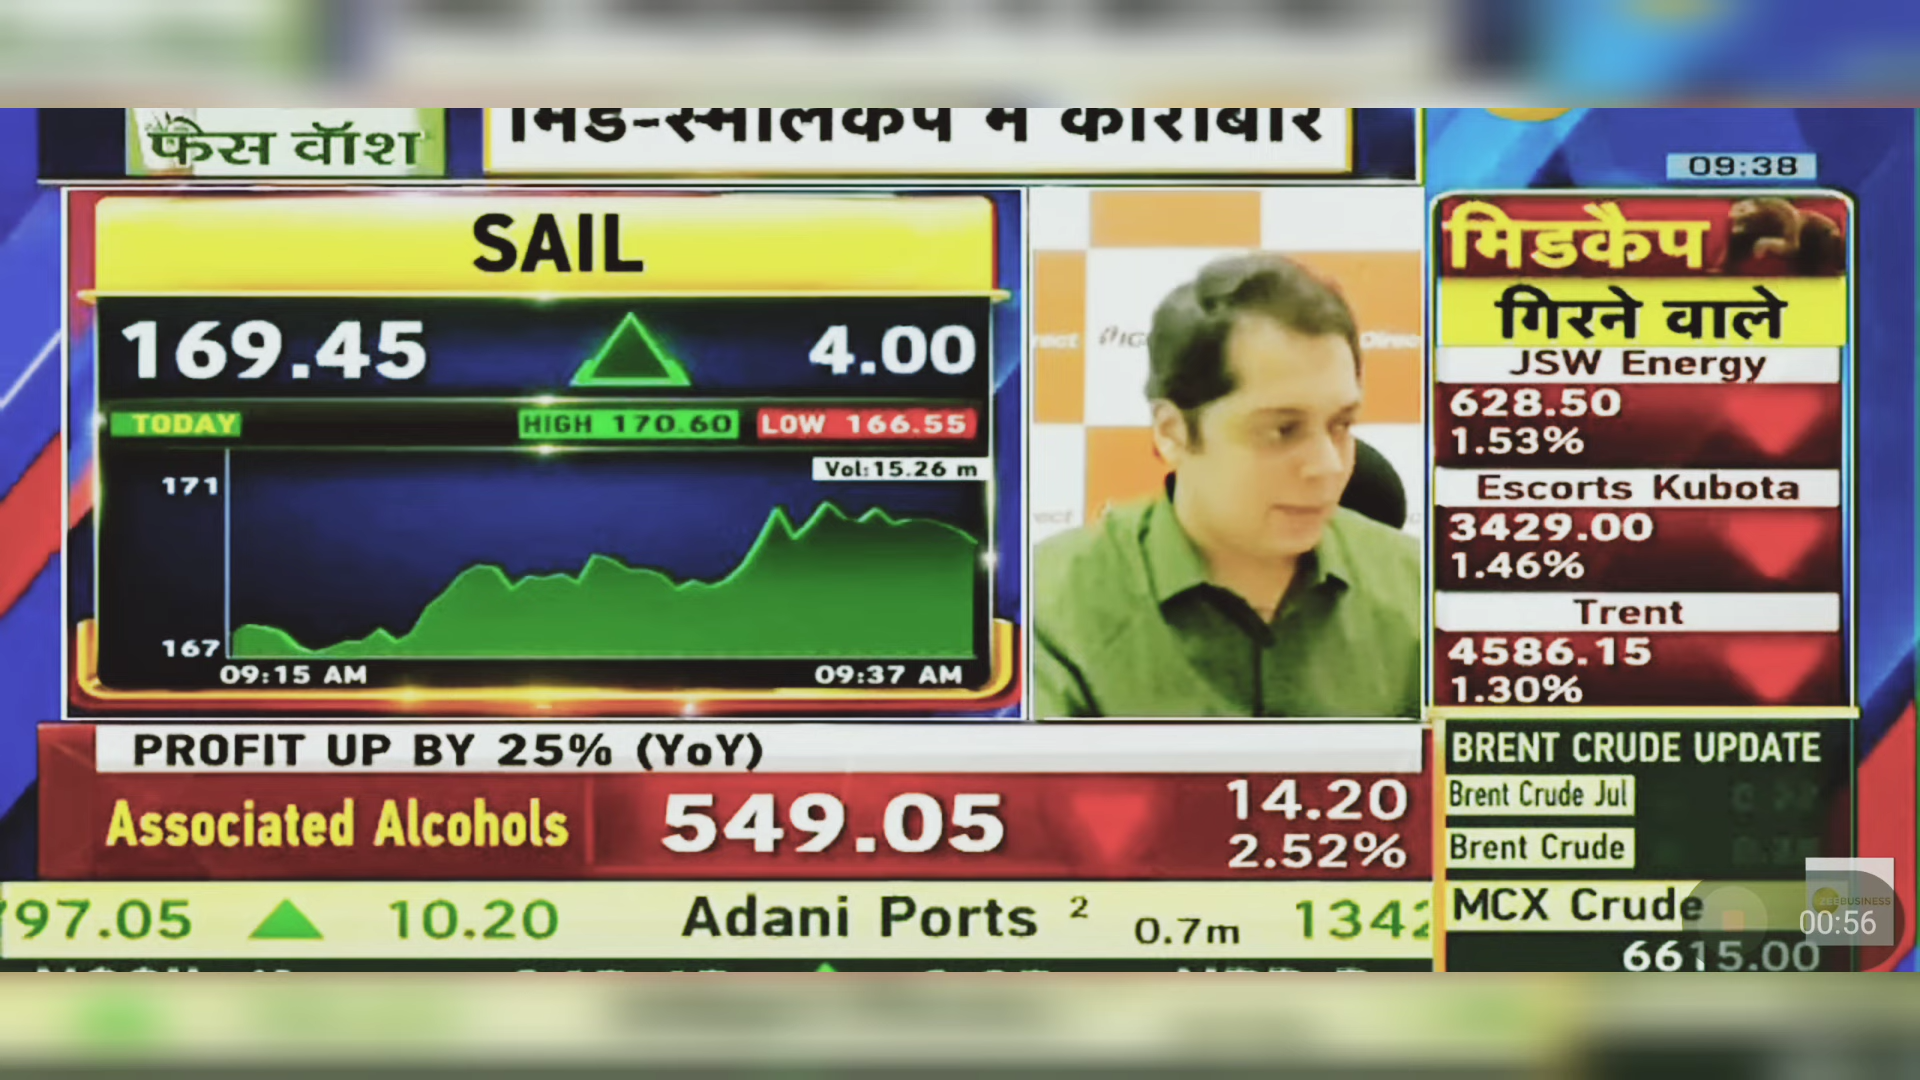 फेस वॉश
मिड-स्मॉलकैप में कारोबार
09:38
SAIL
169.45 4.00
TODAY HIGH 170.60 LOW 166.55
Vol:15.26 m
171
167
09:15 AM 09:37 AM
Direct
मिडकैप
गिरने वाले
JSW Energy
628.50
1.53%
Escorts Kubota
3429.00
1.46%
Trent
4586.15
1.30%
PROFIT UP BY 25% (YoY)
Associated Alcohols 549.05 14.20
2.52%
BRENT CRUDE UPDATE
Brent Crude Jul
Brent Crude
MCX Crude
6615.00
ZEEBUSINESS
00:56
97.05 10.20 Adani Ports 2 0.7m 1342